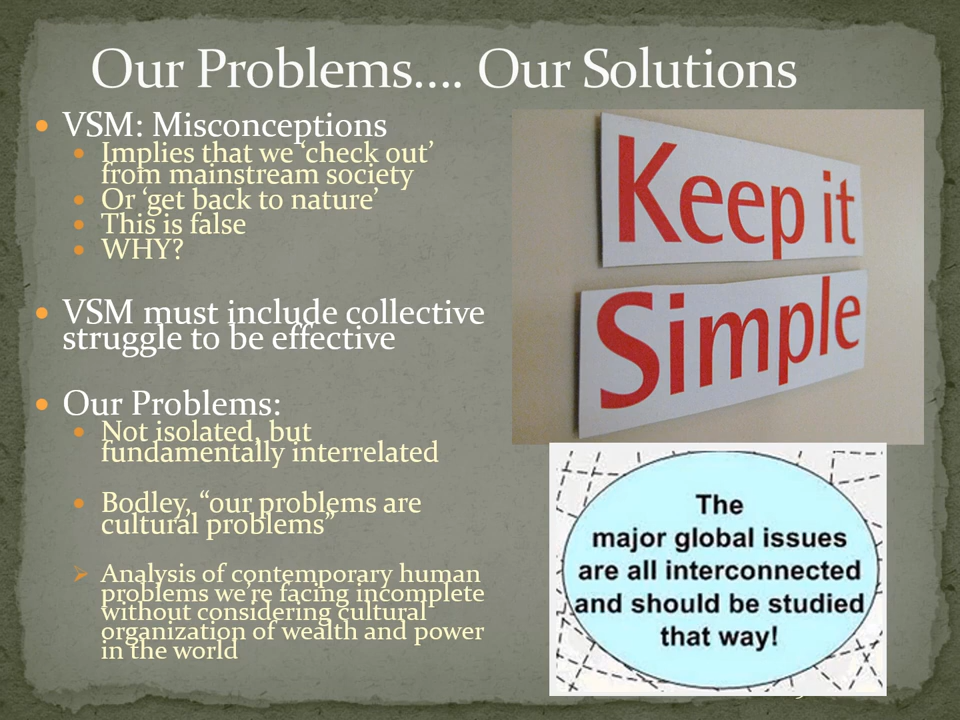 Our Problems…. Our Solutions
VSM: Misconceptions
Implies that we ‘check out’
from mainstream society
Or ‘get back to nature’
This is false
WHY?
VSM must include collective
struggle to be effective
Our Problems:
Not isolated, but
fundamentally interrelated
Bodley, “our problems are
cultural problems”
Analysis of contemporary human
problems we’re facing incomplete
without considering cultural
organization of wealth and power
in the world
Keep it
Simple
The
major global issues
are all interconnected
and should be studied
that way!